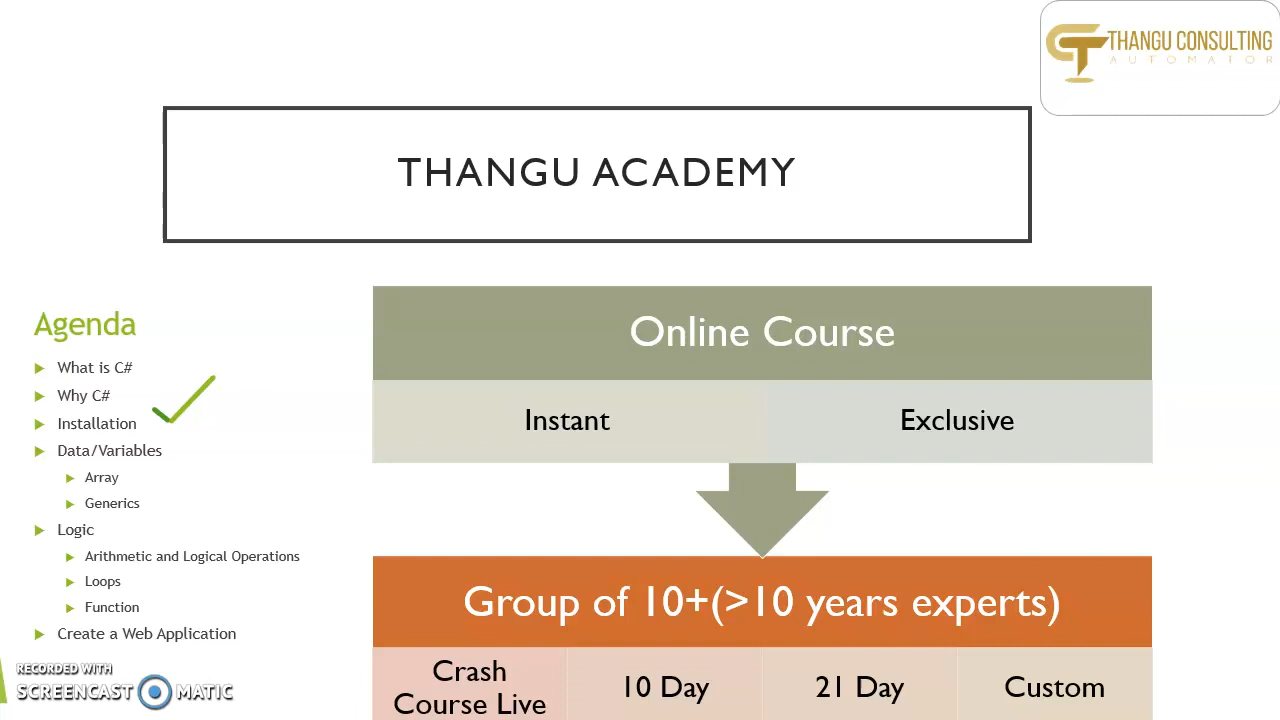 THANGU CONSULTING
AUTOMATOR
THANGU ACADEMY
Agenda
What is C#
Why C#
Installation
Data/Variables
Array
Generics
Logic
Arithmetic and Logical Operations
Loops
Function
Create a Web Application
Online Course
Instant
Exclusive
Group of 10+(>10 years experts)
Crash
Course Live
10 Day
21 Day
Custom
RECORDED WITH
SCREENCAST MATIC